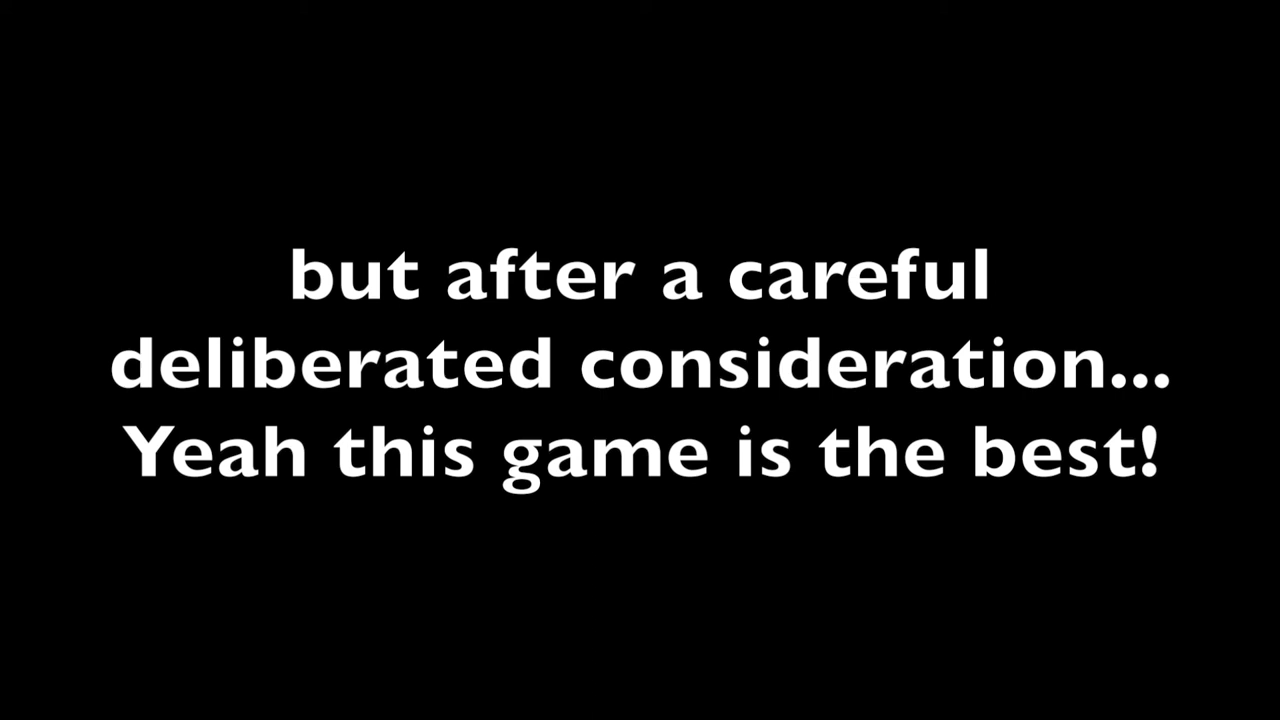 but after a careful
deliberated consideration...
Yeah this game is the best!